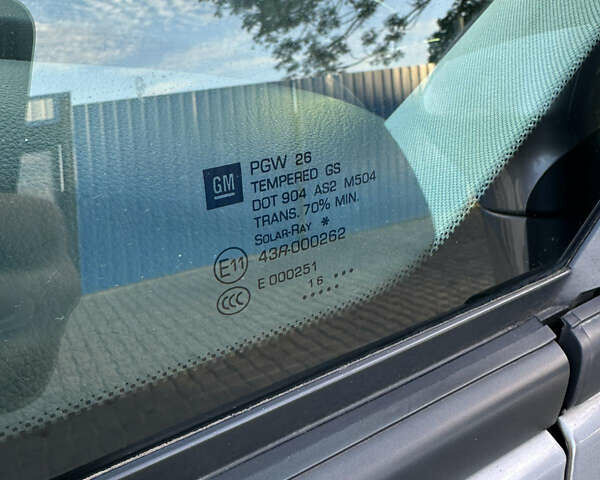 GM
PGW 26
TEMPERED GS
DOT 904 AS2 M504
TRANS. 70% MIN.
SOLAR-RAY *
E11 43R-000262
CCC E 000251
16